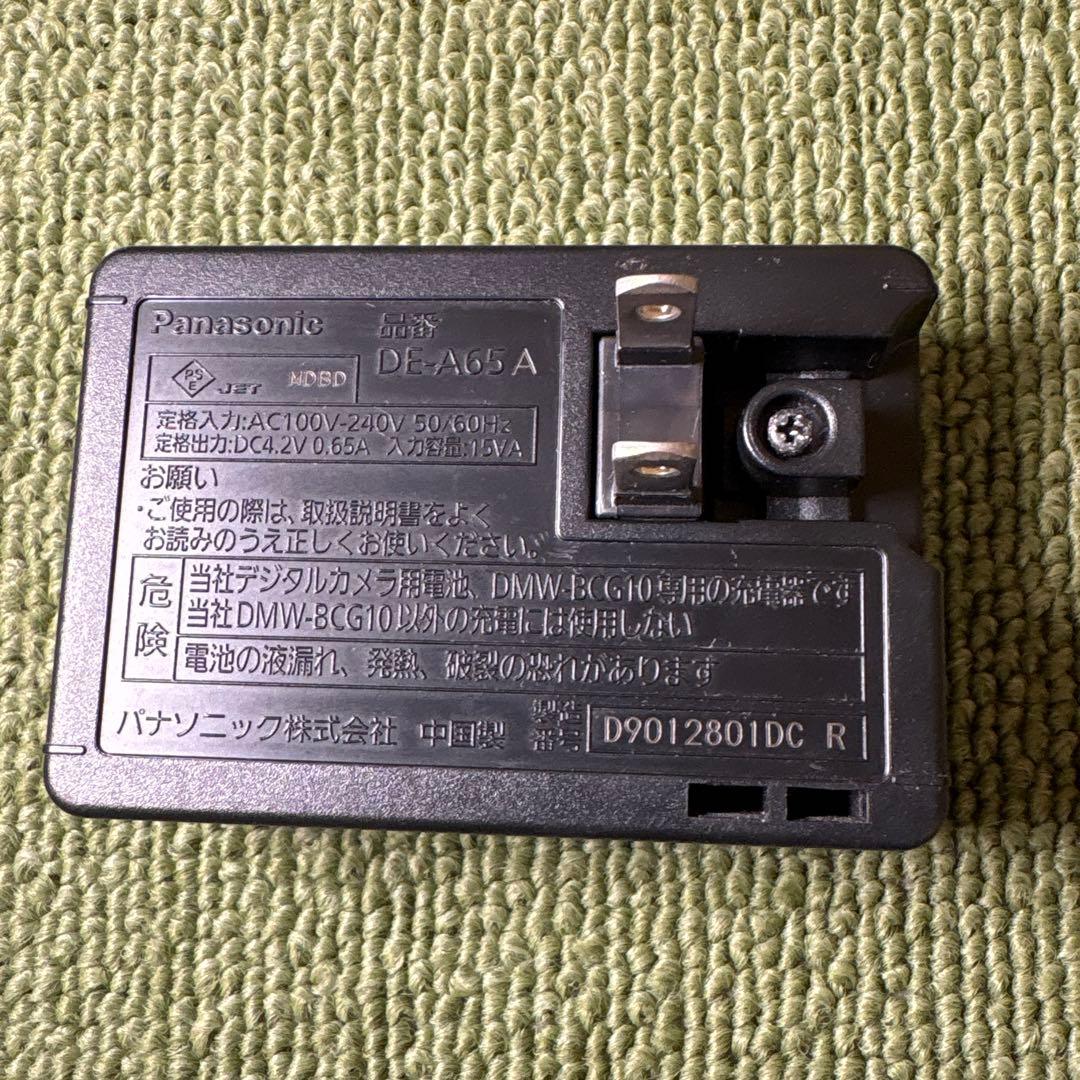 Panasonic 品番
DE-A65 A
PS E JET MDBD
定格入力:AC100V-240V 50/60Hz
定格出力:DC4.2V 0.65A 入力容量:15VA
お願い
・ご使用の際は、取扱説明書をよく
お読みのうえ正しくお使いください。
危険
当社デジタルカメラ用電池、DMW-BCG10専用の充電器です
当社DMW-BCG10以外の充電には使用しない
電池の液漏れ、発熱、破裂の恐れがあります
パナソニック株式会社 中国製 製造番号 D9012801DC R